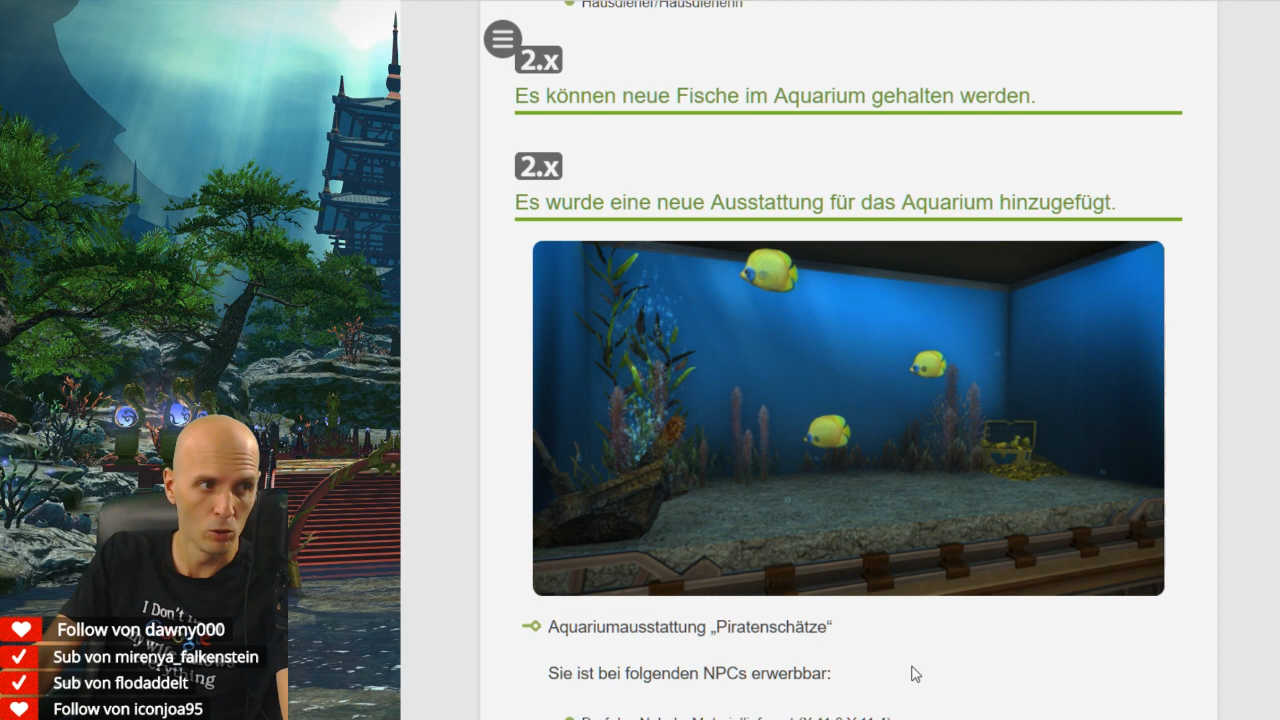 Hausdiener/Hausdienerin
2.x
Es können neue Fische im Aquarium gehalten werden.
2.x
Es wurde eine neue Ausstattung für das Aquarium hinzugefügt.
Aquariumausstattung „Piratenschätze“
Sie ist bei folgenden NPCs erwerbbar:
I Don't
everything
Follow von dawny000
Sub von mirenya_falkenstein
Sub von flodaddelt
Follow von iconjoa95